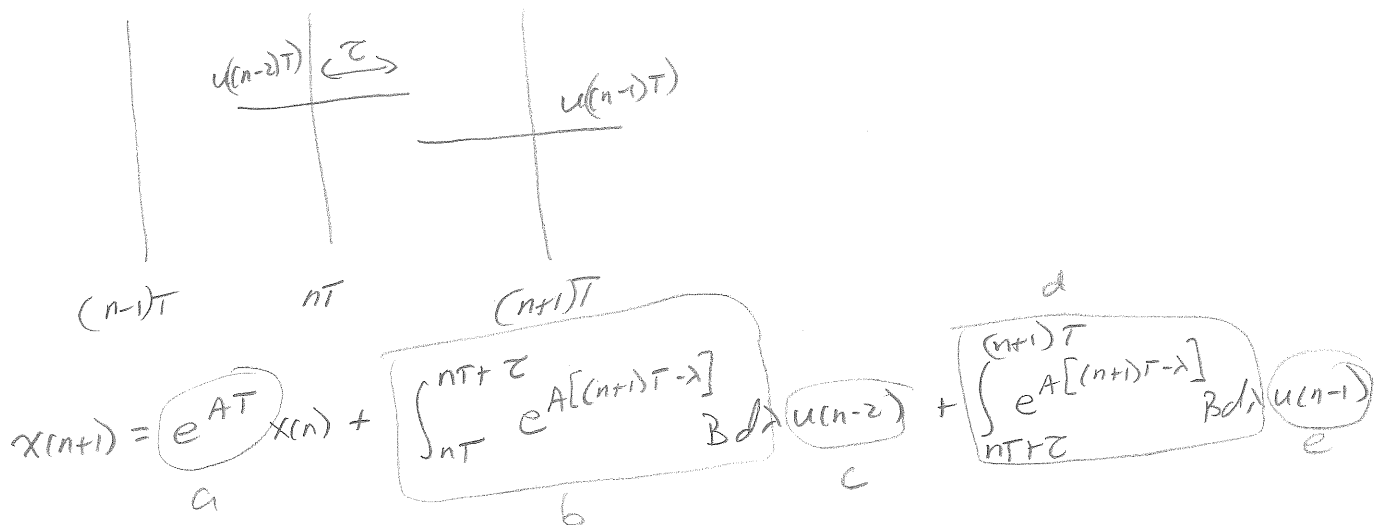 u((n-2)T) τ
u((n-1)T)
(n-1)T nT (n+1)T
d
x(n+1) = e^{AT} x(n) + ∫_{nT}^{nT+τ} e^{A[(n+1)T-λ]} B dλ u(n-2) + ∫_{nT+τ}^{(n+1)T} e^{A[(n+1)T-λ]} B dλ u(n-1)
a b c e